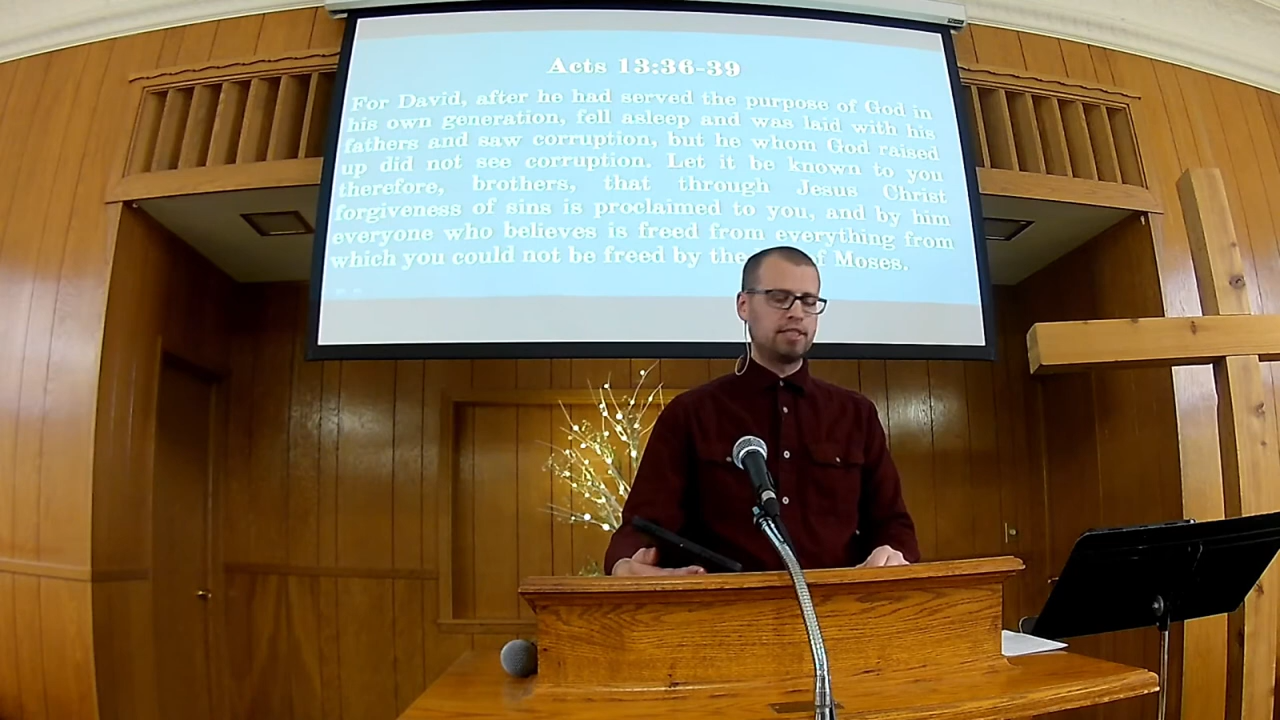 Acts 13:36-39
For David, after he had served the purpose of God in
his own generation, fell asleep and was laid with his
fathers and saw corruption, but he whom God raised
up did not see corruption. Let it be known to you
therefore, brothers, that through Jesus Christ
forgiveness of sins is proclaimed to you, and by him
everyone who believes is freed from everything from
which you could not be freed by the of Moses.